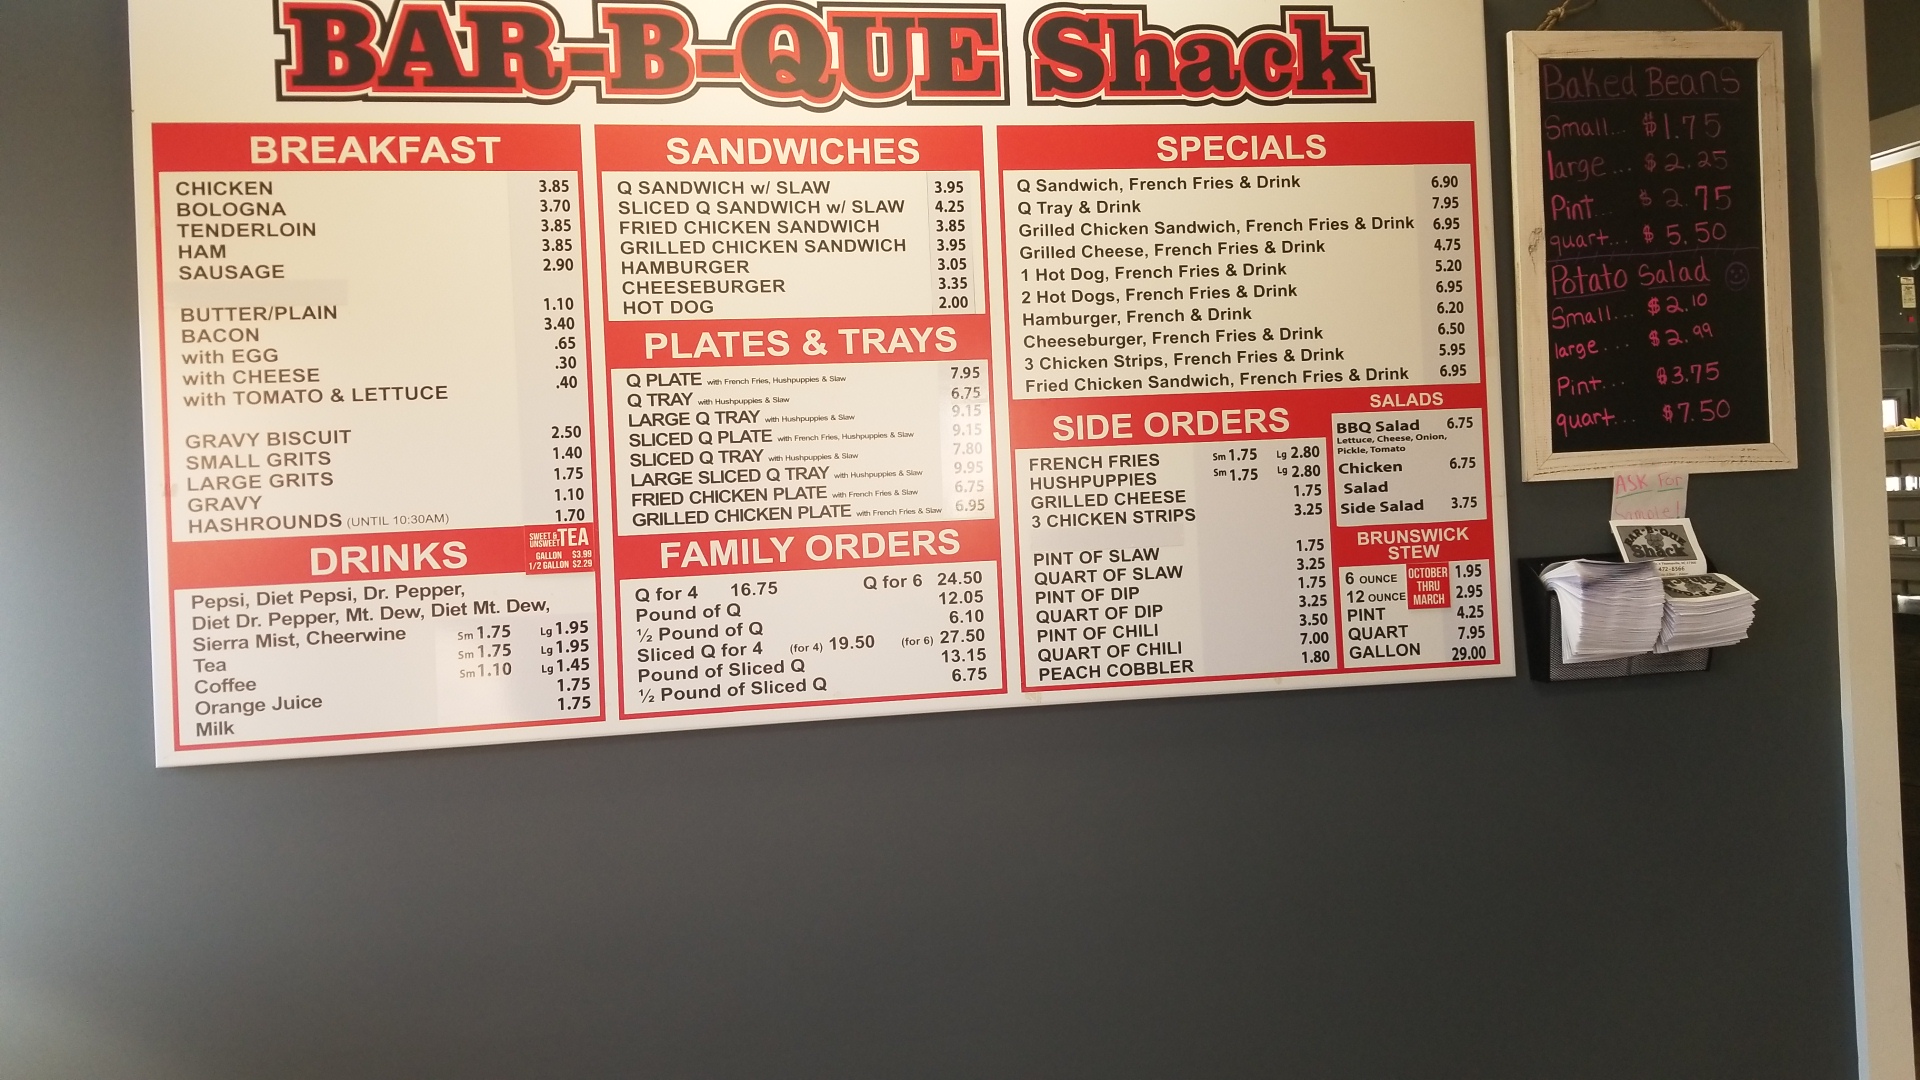 BAR-B-QUE Shack
BREAKFAST
CHICKEN 3.85
BOLOGNA 3.70
TENDERLOIN 3.85
HAM 3.85
SAUSAGE 2.90
BUTTER/PLAIN 1.10
BACON 3.40
with EGG .65
with CHEESE .30
with TOMATO & LETTUCE .40
GRAVY BISCUIT 2.50
SMALL GRITS 1.40
LARGE GRITS 1.75
GRAVY 1.10
HASHROUNDS (UNTIL 10:30AM) 1.70
DRINKS
SWEET & UNSWEET TEA
GALLON $3.99
1/2 GALLON $2.29
Pepsi, Diet Pepsi, Dr. Pepper,
Diet Dr. Pepper, Mt. Dew, Diet Mt. Dew,
Sierra Mist, Cheerwine Sm 1.75 Lg 1.95
Tea Sm 1.75 Lg 1.95
Coffee Sm 1.10 Lg 1.45
Orange Juice 1.75
Milk 1.75
SANDWICHES
Q SANDWICH w/ SLAW 3.95
SLICED Q SANDWICH w/ SLAW 4.25
FRIED CHICKEN SANDWICH 3.85
GRILLED CHICKEN SANDWICH 3.95
HAMBURGER 3.05
CHEESEBURGER 3.35
HOT DOG 2.00
PLATES & TRAYS
Q PLATE with French Fries, Hushpuppies & Slaw 7.95
Q TRAY with Hushpuppies & Slaw 6.75
LARGE Q TRAY with Hushpuppies & Slaw 9.15
SLICED Q PLATE with French Fries, Hushpuppies & Slaw 9.15
SLICED Q TRAY with Hushpuppies & Slaw 7.80
LARGE SLICED Q TRAY with Hushpuppies & Slaw 9.95
FRIED CHICKEN PLATE with French Fries & Slaw 6.75
GRILLED CHICKEN PLATE with French Fries & Slaw 6.95
FAMILY ORDERS
Q for 4 16.75 Q for 6 24.50
Pound of Q 12.05
½ Pound of Q 6.10
Sliced Q for 4 (for 4) 19.50 (for 6) 27.50
Pound of Sliced Q 13.15
½ Pound of Sliced Q 6.75
SPECIALS
Q Sandwich, French Fries & Drink 6.90
Q Tray & Drink 7.95
Grilled Chicken Sandwich, French Fries & Drink 6.95
Grilled Cheese, French Fries & Drink 4.75
1 Hot Dog, French Fries & Drink 5.20
2 Hot Dogs, French Fries & Drink 6.95
Hamburger, French & Drink 6.20
Cheeseburger, French Fries & Drink 6.50
3 Chicken Strips, French Fries & Drink 5.95
Fried Chicken Sandwich, French Fries & Drink 6.95
SIDE ORDERS
FRENCH FRIES Sm 1.75 Lg 2.80
HUSHPUPPIES Sm 1.75 Lg 2.80
GRILLED CHEESE 1.75
3 CHICKEN STRIPS 3.25
PINT OF SLAW 1.75
QUART OF SLAW 3.25
PINT OF DIP 1.75
QUART OF DIP 3.25
PINT OF CHILI 3.50
QUART OF CHILI 7.00
PEACH COBBLER 1.80
SALADS
BBQ Salad 6.75
Lettuce, Cheese, Onion,
Pickle, Tomato
Chicken 6.75
Salad
Side Salad 3.75
BRUNSWICK
STEW
OCTOBER
THRU
MARCH
6 OUNCE 1.95
12 OUNCE 2.95
PINT 4.25
QUART 7.95
GALLON 29.00
Baked Beans
Small... $1.75
large... $2.25
Pint... $2.75
quart... $5.50
Potato Salad
Small... $2.10
large... $2.99
Pint... $3.75
quart... $7.50
ASK For
Sample!
BAR-B-Q
Shack
472-8566